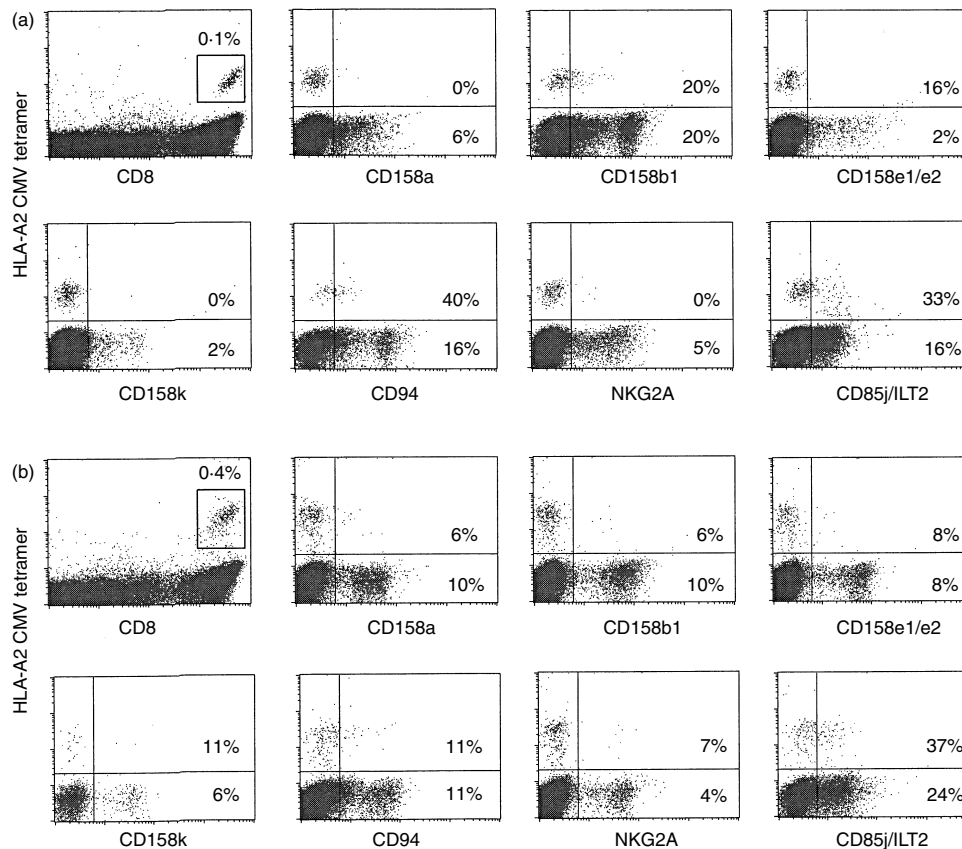 (a)
0·1%
0%
6%
20%
20%
16%
2%
CD8
CD158a
CD158b1
CD158e1/e2
HLA-A2 CMV tetramer
0%
2%
40%
16%
0%
5%
33%
16%
CD158k
CD94
NKG2A
CD85j/ILT2
(b)
0·4%
6%
10%
6%
10%
8%
8%
CD8
CD158a
CD158b1
CD158e1/e2
HLA-A2 CMV tetramer
11%
6%
11%
11%
7%
4%
37%
24%
CD158k
CD94
NKG2A
CD85j/ILT2